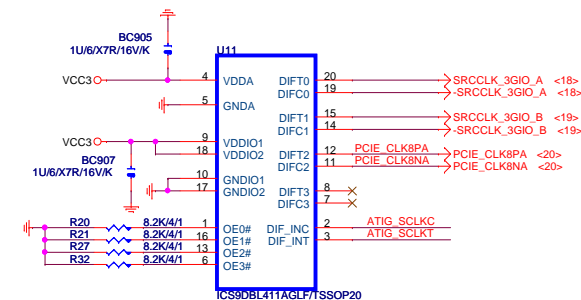 BC905
1U/6/X7R/16V/K
U11
VCC3 4 VDDA DIFT0 20 SRCCLK_3GIO_A <18>
DIFC0 19 -SRCCLK_3GIO_A <18>
5 GNDA
DIFT1 15 SRCCLK_3GIO_B <19>
DIFC1 14 -SRCCLK_3GIO_B <19>
VCC3 9 VDDIO1
18 VDDIO2 DIFT2 12 PCIE_CLK8PA PCIE_CLK8PA <20>
DIFC2 11 PCIE_CLK8NA PCIE_CLK8NA <20>
BC907
1U/6/X7R/16V/K
10 GNDIO1
17 GNDIO2 DIFT3 8
DIFC3 7
R20 8.2K/4/1 1 OE0# DIF_INC 2 ATIG_SCLKC
R21 8.2K/4/1 16 OE1# DIF_INT 3 ATIG_SCLKT
R27 8.2K/4/1 13 OE2#
R32 8.2K/4/1 6 OE3#
ICS9DBL411AGLF/TSSOP20